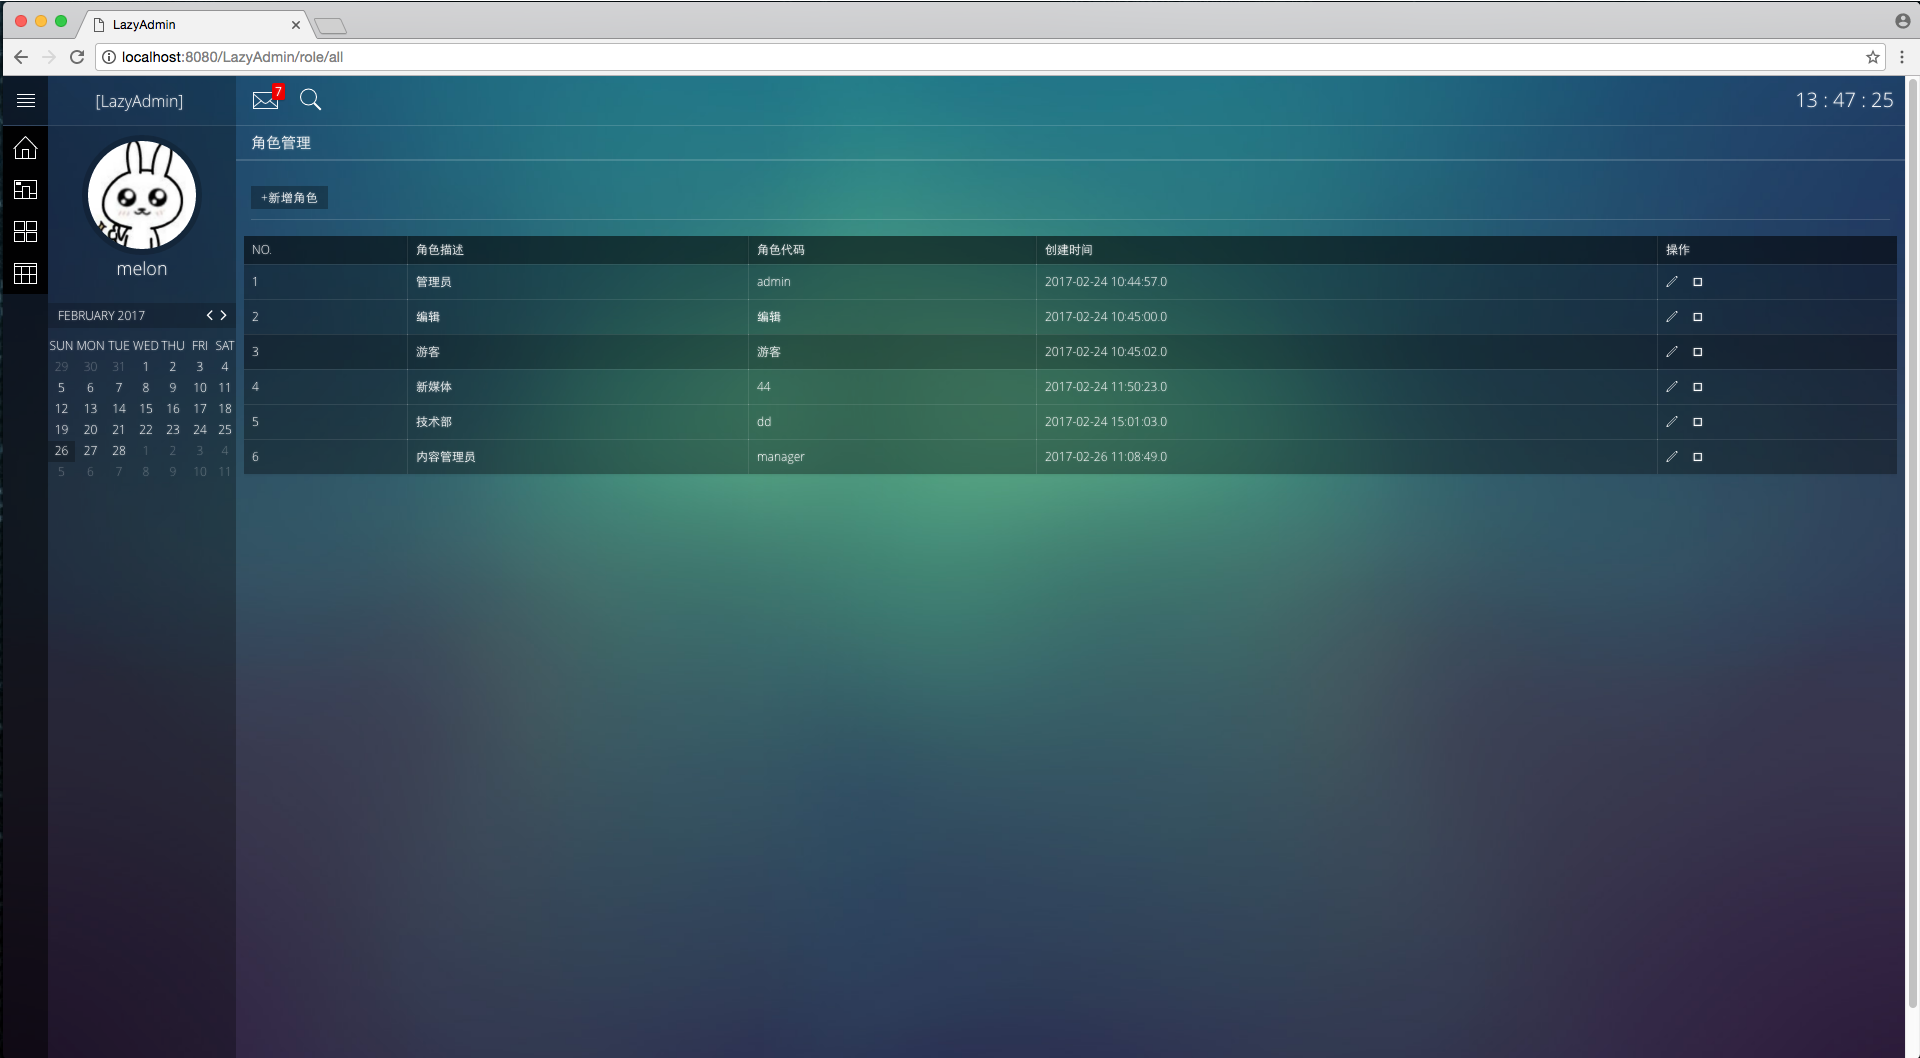 LazyAdmin
localhost:8080/LazyAdmin/role/all
[LazyAdmin]
7
13 : 47 : 25
角色管理
melon
FEBRUARY 2017
SUN MON TUE WED THU FRI SAT
29 30 31 1 2 3 4
5 6 7 8 9 10 11
12 13 14 15 16 17 18
19 20 21 22 23 24 25
26 27 28 1 2 3 4
5 6 7 8 9 10 11
+新增角色
NO. 角色描述 角色代码 创建时间 操作
1 管理员 admin 2017-02-24 10:44:57.0
2 编辑 编辑 2017-02-24 10:45:00.0
3 游客 游客 2017-02-24 10:45:02.0
4 新媒体 44 2017-02-24 11:50:23.0
5 技术部 dd 2017-02-24 15:01:03.0
6 内容管理员 manager 2017-02-26 11:08:49.0